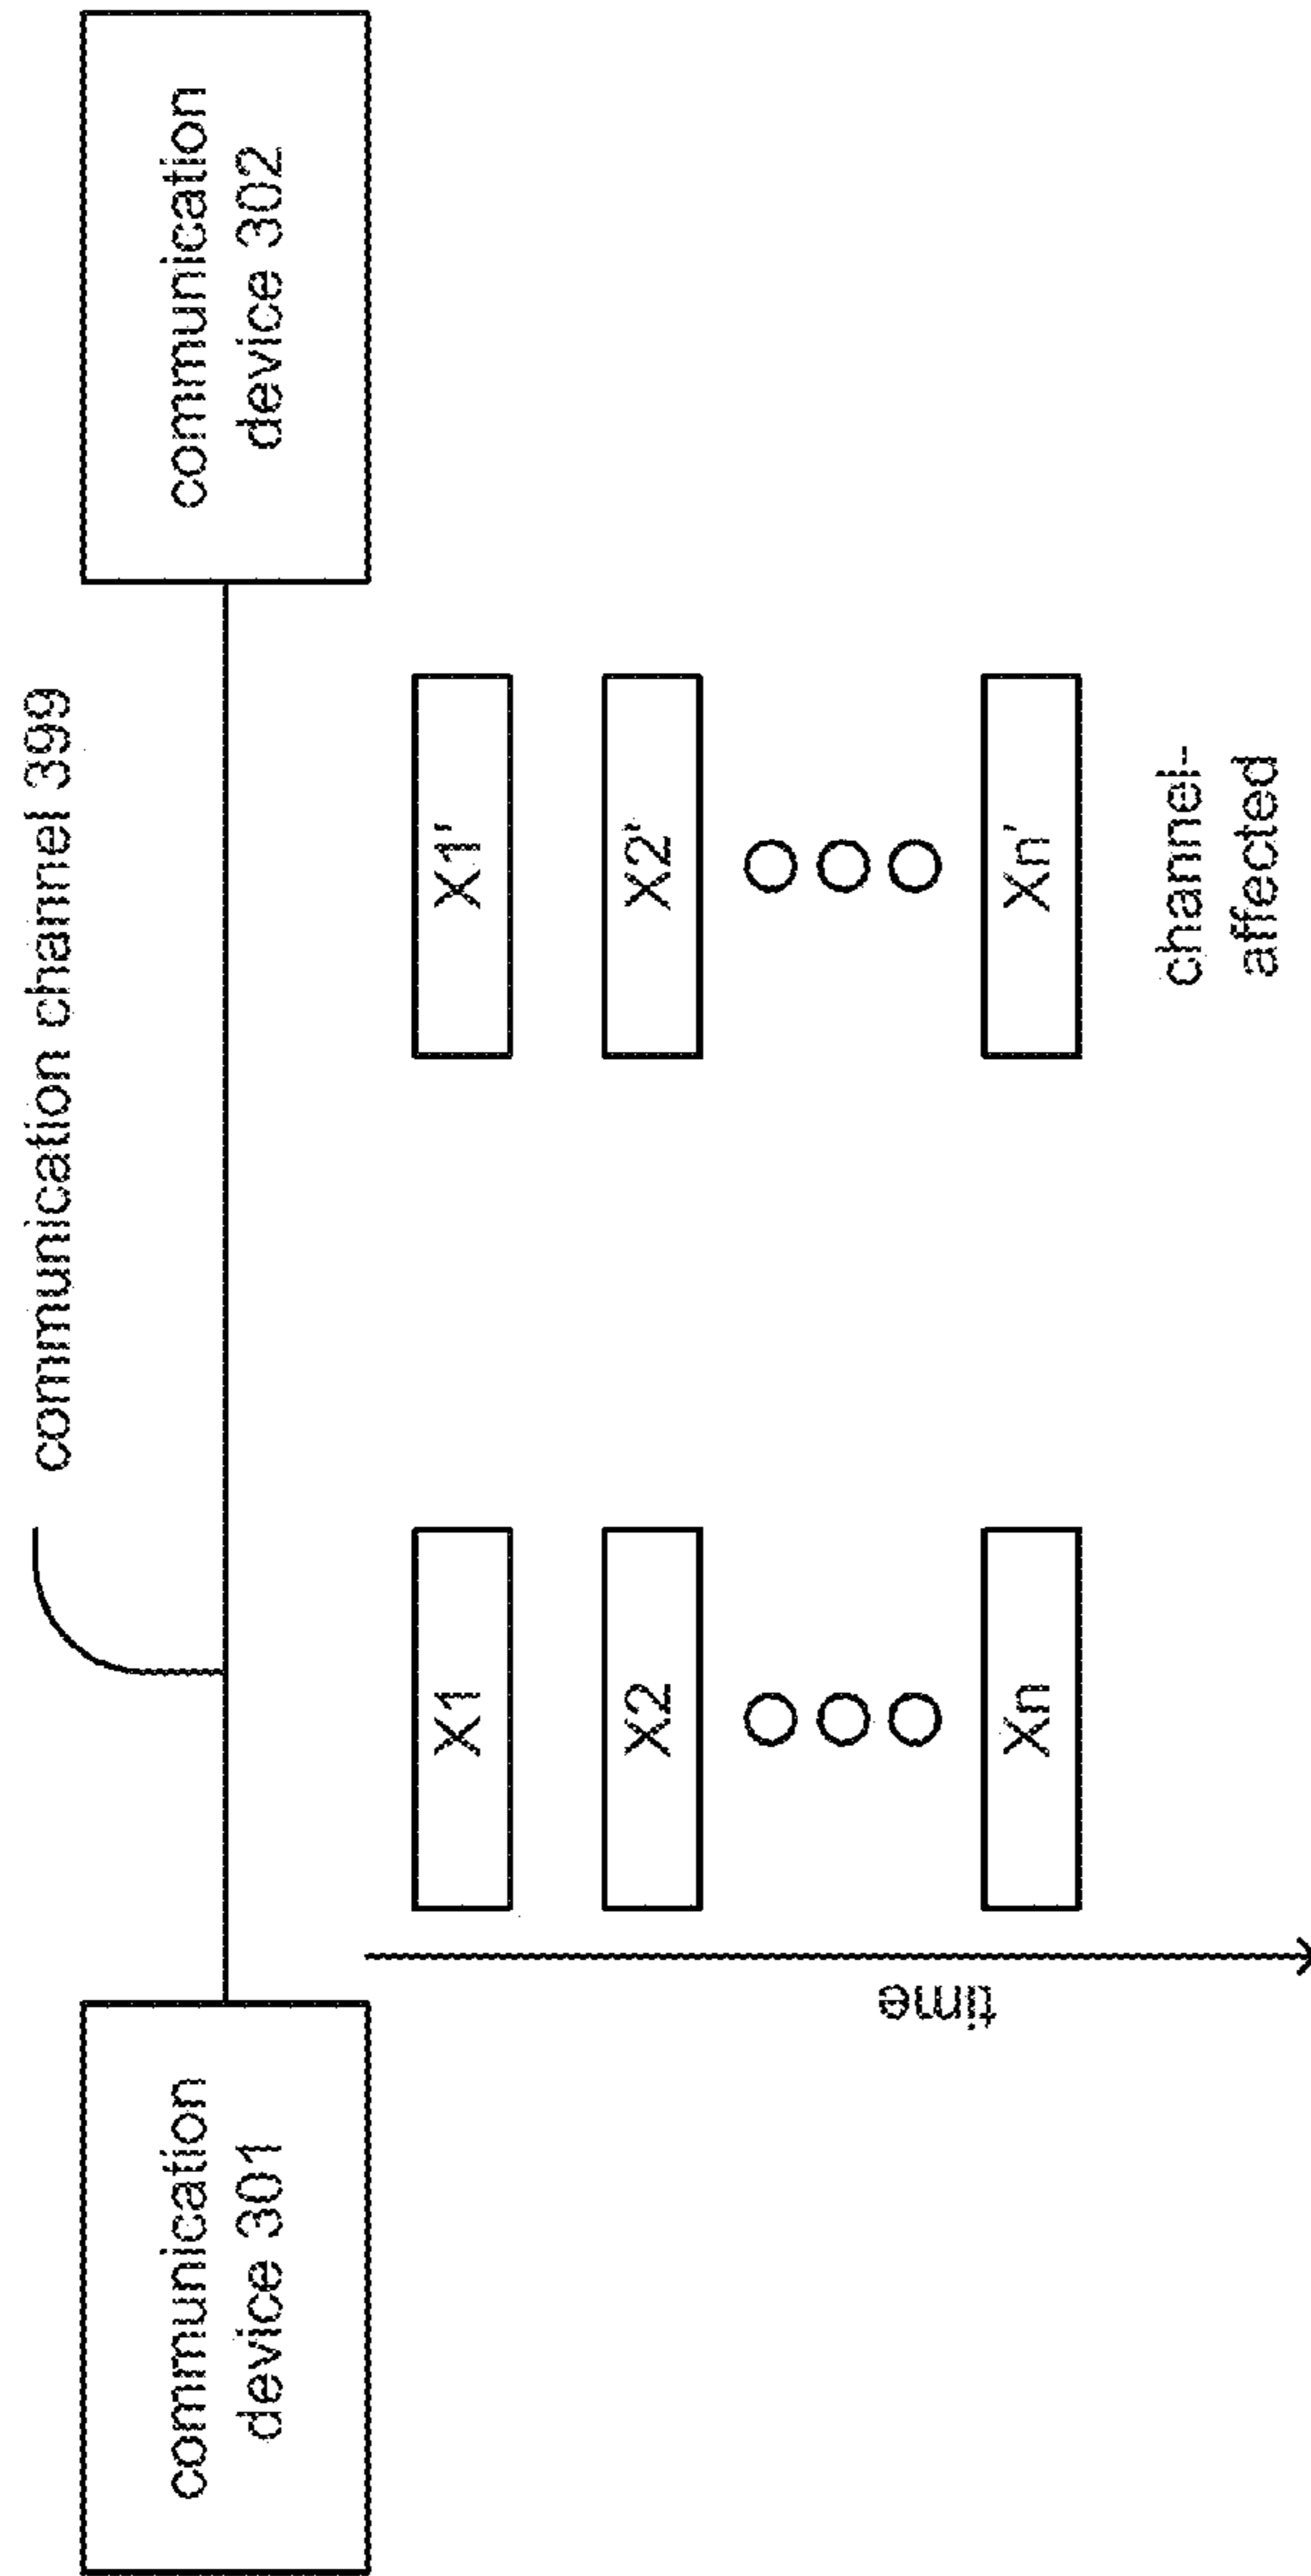 communication channel 399
communication
device 301
communication
device 302
time
X1
X1'
X2
X2'
Xn
Xn'
channel-
affected